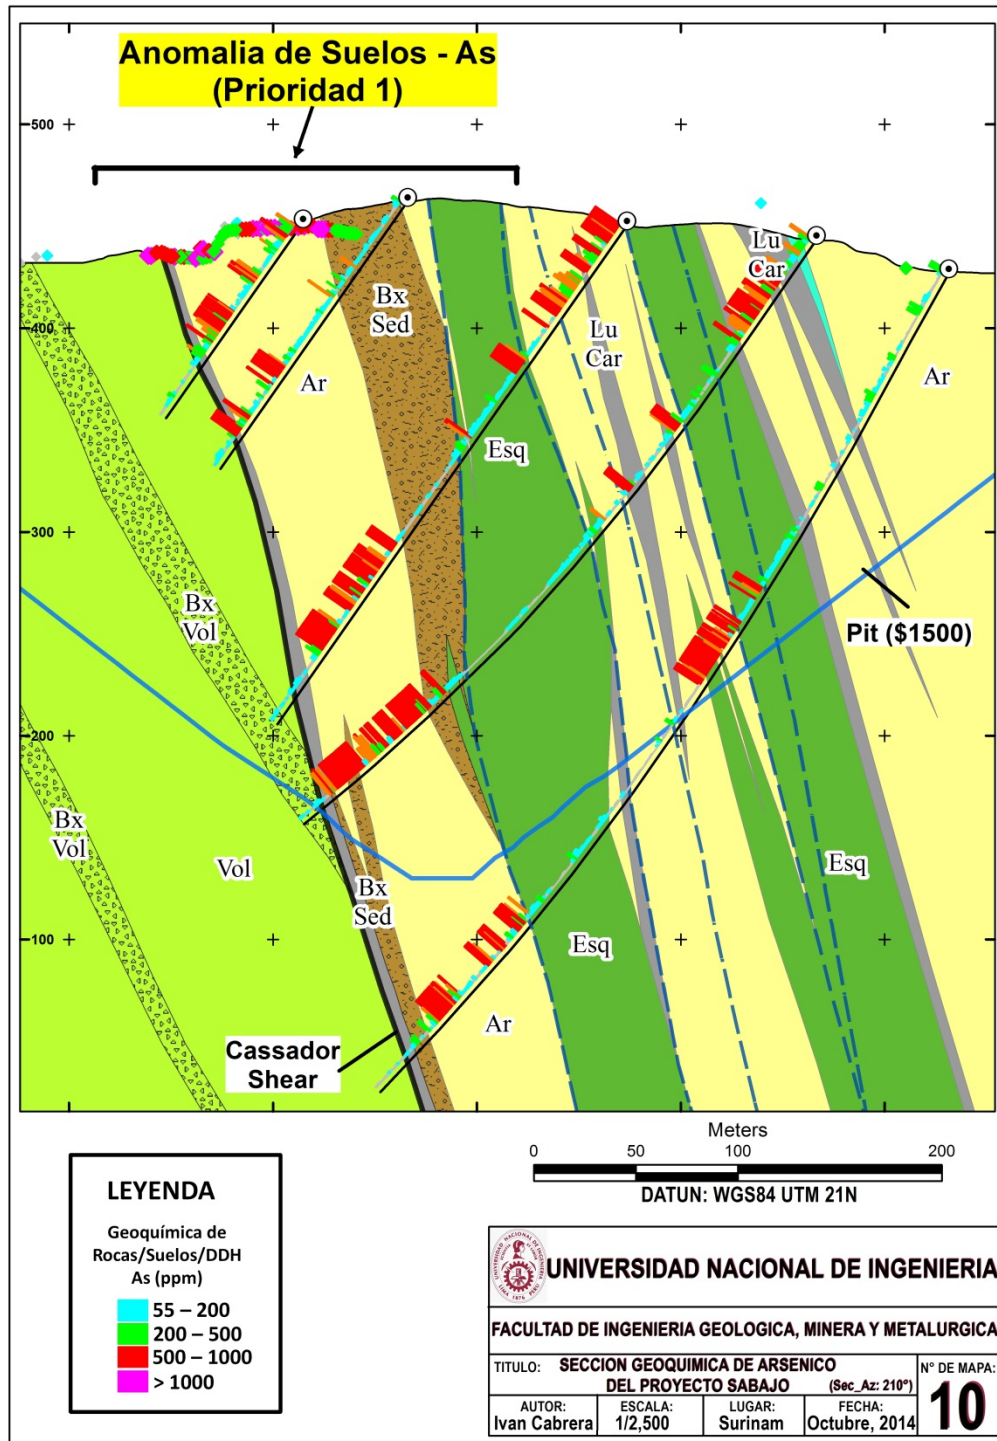 Anomalia de Suelos - As
(Prioridad 1)
500
400
300
200
100
Lu
Car
Bx
Sed
Lu
Car
Ar
Ar
Esq
Bx
Vol
Pit ($1500)
Bx
Vol
Vol
Bx
Sed
Esq
Esq
Ar
Cassador
Shear
Meters
0 50 100 200
DATUN: WGS84 UTM 21N
LEYENDA
Geoquímica de
Rocas/Suelos/DDH
As (ppm)
55 – 200
200 – 500
500 – 1000
> 1000
UNIVERSIDAD NACIONAL DE INGENIERIA
FACULTAD DE INGENIERIA GEOLOGICA, MINERA Y METALURGICA
TITULO: SECCION GEOQUIMICA DE ARSENICO
DEL PROYECTO SABAJO (Sec_Az: 210°)
N° DE MAPA:
10
AUTOR:
Ivan Cabrera
ESCALA:
1/2,500
LUGAR:
Surinam
FECHA:
Octubre, 2014